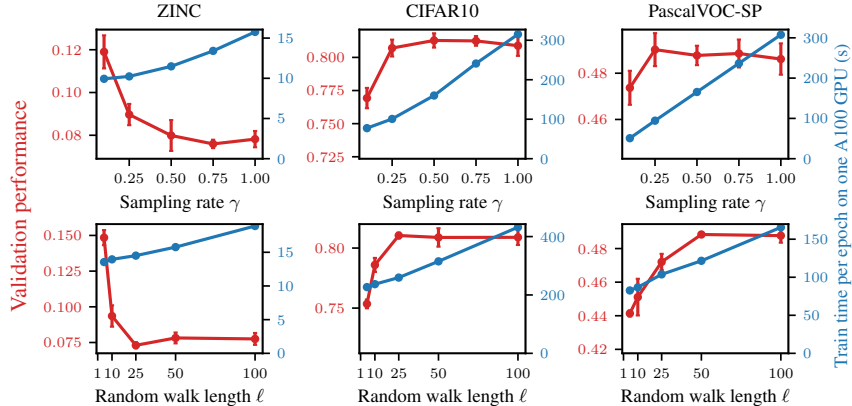 ZINC
CIFAR10
PascalVOC-SP
Validation performance
Train time per epoch on one A100 GPU (s)
0.12
0.10
0.08
15
10
5
0
0.25 0.50 0.75 1.00
Sampling rate γ
0.800
0.775
0.750
0.725
300
200
100
0
0.25 0.50 0.75 1.00
Sampling rate γ
0.48
0.46
300
200
100
0
0.25 0.50 0.75 1.00
Sampling rate γ
0.150
0.125
0.100
0.075
15
10
5
0
1 10 25 50 100
Random walk length ℓ
0.80
0.75
400
200
0
1 10 25 50 100
Random walk length ℓ
0.48
0.46
0.44
0.42
150
100
50
0
1 10 25 50 100
Random walk length ℓ